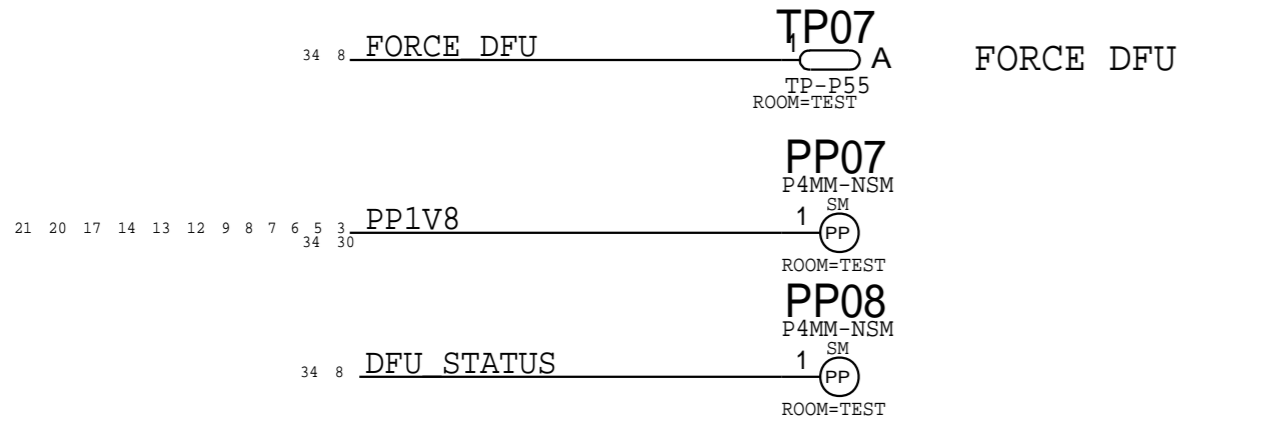 TP07
34 8 FORCE_DFU 1 A FORCE DFU
TP-P55
ROOM=TEST
PP07
P4MM-NSM
SM
21 20 17 14 13 12 9 8 7 6 5 3 PP1V8 1 PP
34 30
ROOM=TEST
PP08
P4MM-NSM
SM
34 8 DFU_STATUS 1 PP
ROOM=TEST